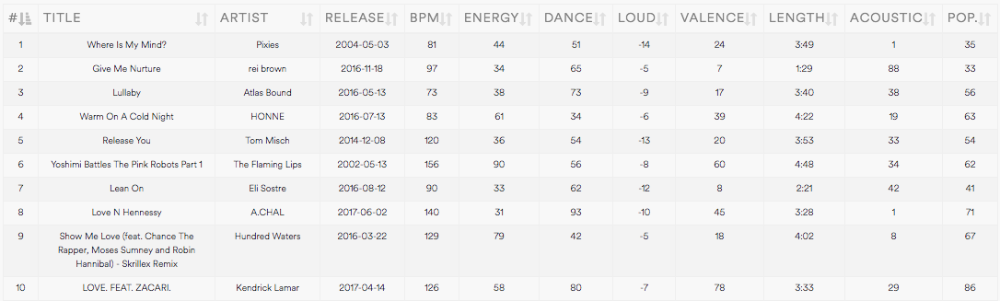 # TITLE ARTIST RELEASE BPM ENERGY DANCE LOUD VALENCE LENGTH ACOUSTIC POP.
1 Where Is My Mind? Pixies 2004-05-03 81 44 51 -14 24 3:49 1 35
2 Give Me Nurture rei brown 2016-11-18 97 34 65 -5 7 1:29 88 33
3 Lullaby Atlas Bound 2016-05-13 73 38 73 -9 17 3:40 38 56
4 Warm On A Cold Night HONNE 2016-07-13 83 61 34 -6 39 4:22 19 63
5 Release You Tom Misch 2014-12-08 120 36 54 -13 20 3:53 33 54
6 Yoshimi Battles The Pink Robots Part 1 The Flaming Lips 2002-05-13 156 90 56 -8 60 4:48 34 62
7 Lean On Eli Sostre 2016-08-12 90 33 62 -12 8 2:21 42 41
8 Love N Hennessy A.CHAL 2017-06-02 140 31 93 -10 45 3:28 1 71
9 Show Me Love (feat. Chance The Hundred Waters 2016-03-22 129 79 42 -5 18 4:02 8 67
Rapper, Moses Sumney and Robin
Hannibal) - Skrillex Remix
10 LOVE. FEAT. ZACARI. Kendrick Lamar 2017-04-14 126 58 80 -7 78 3:33 29 86